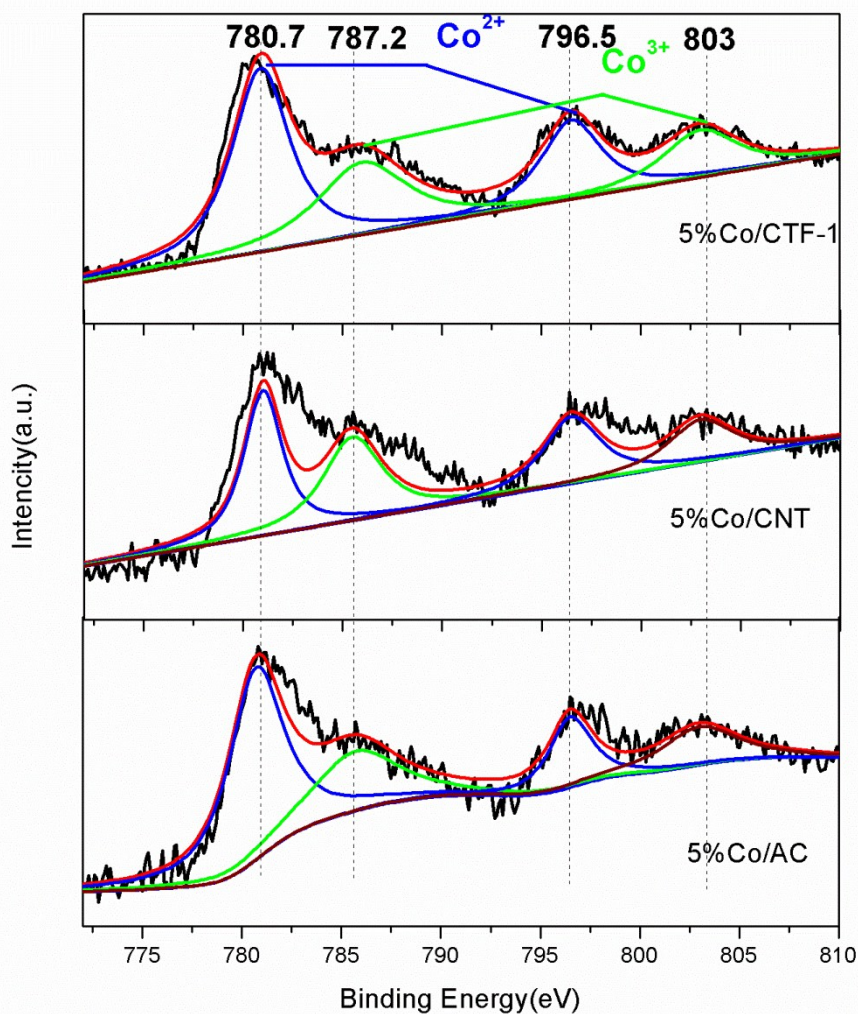 780.7 787.2 Co²⁺ 796.5 803
Co³⁺
5%Co/CTF-1
Intencity(a.u.)
5%Co/CNT
5%Co/AC
775 780 785 790 795 800 805 810
Binding Energy(eV)